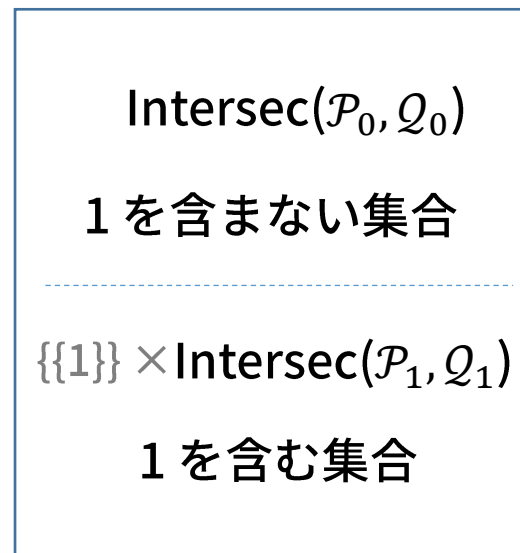 Intersec(𝒫₀, 𝒬₀)
1 を含まない集合
{{1}} ×Intersec(𝒫₁, 𝒬₁)
1 を含む集合